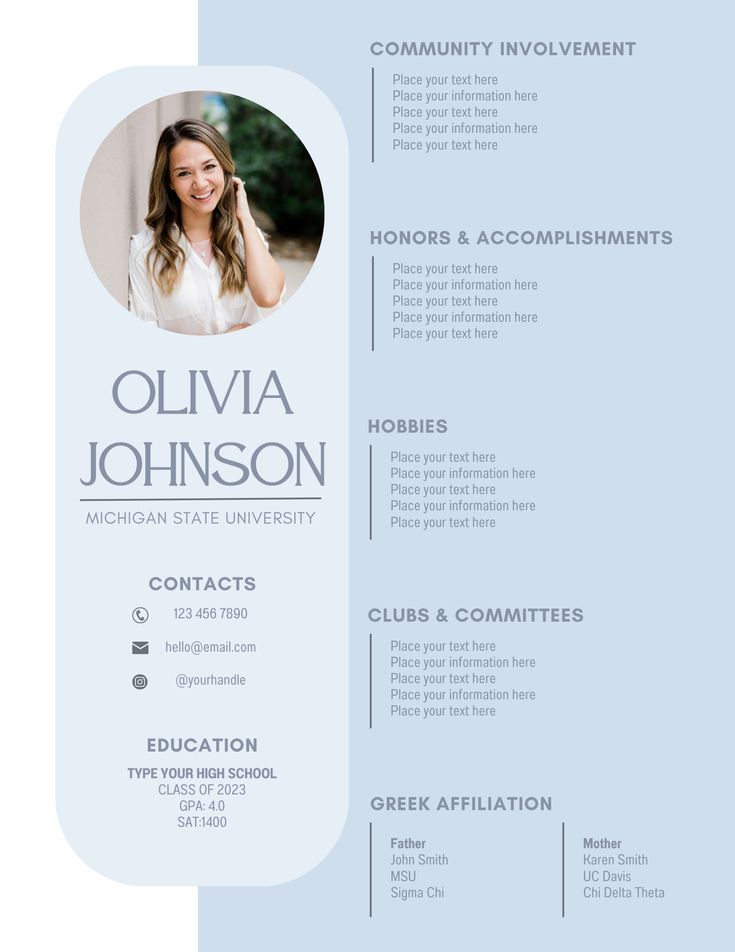 OLIVIA
JOHNSON
MICHIGAN STATE UNIVERSITY
CONTACTS
123 456 7890
hello@email.com
@yourhandle
EDUCATION
TYPE YOUR HIGH SCHOOL
CLASS OF 2023
GPA: 4.0
SAT:1400
COMMUNITY INVOLVEMENT
Place your text here
Place your information here
Place your text here
Place your information here
Place your text here
HONORS & ACCOMPLISHMENTS
Place your text here
Place your information here
Place your text here
Place your information here
Place your text here
HOBBIES
Place your text here
Place your information here
Place your text here
Place your information here
Place your text here
CLUBS & COMMITTEES
Place your text here
Place your information here
Place your text here
Place your information here
Place your text here
GREEK AFFILIATION
Father
John Smith
MSU
Sigma Chi
Mother
Karen Smith
UC Davis
Chi Delta Theta